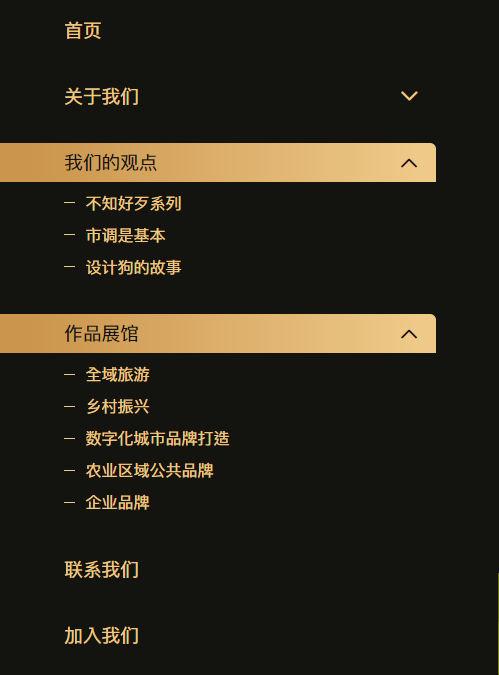 首页
关于我们
我们的观点
不知好歹系列
市调是基本
设计狗的故事
作品展馆
全域旅游
乡村振兴
数字化城市品牌打造
农业区域公共品牌
企业品牌
联系我们
加入我们